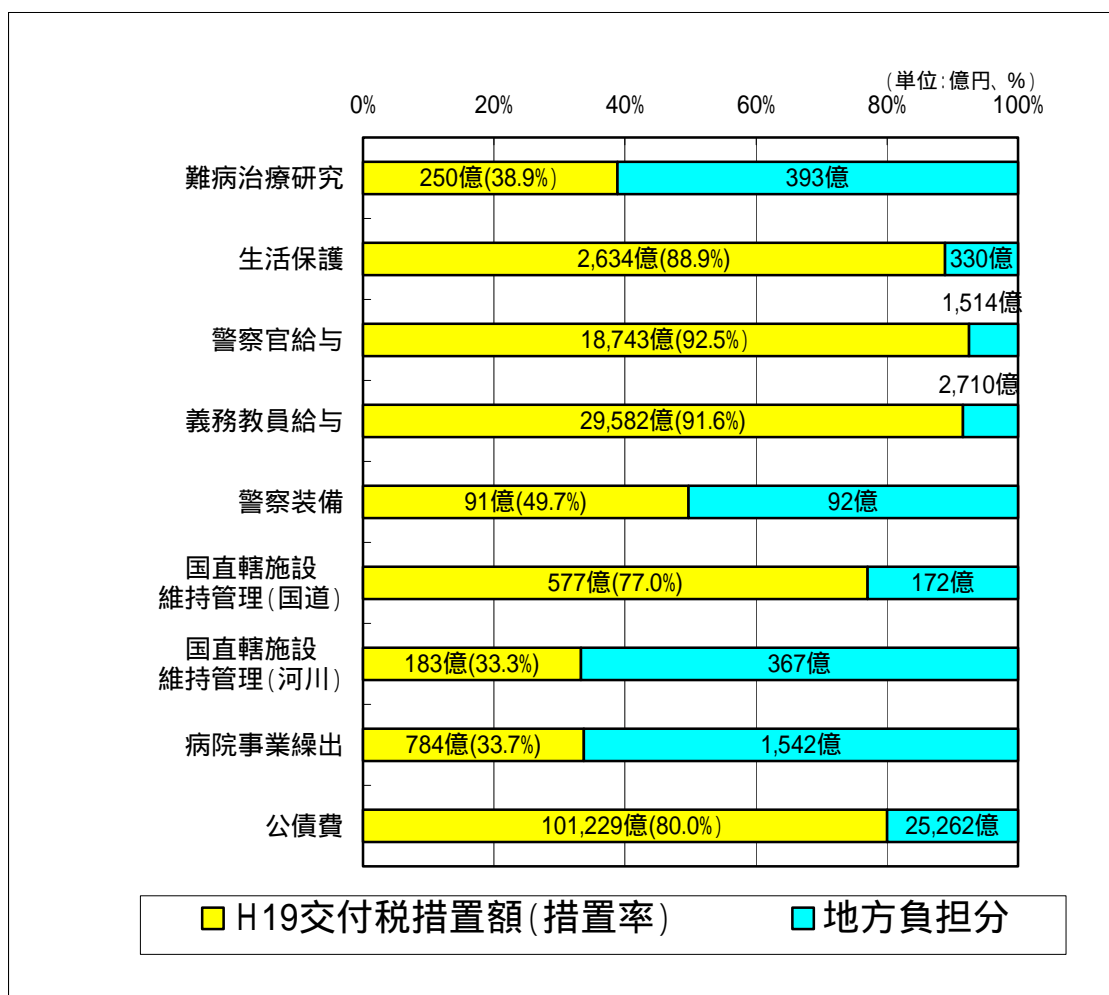 (単位:億円、%)
0% 20% 40% 60% 80% 100%
難病治療研究 250億(38.9%) 393億
生活保護 2,634億(88.9%) 330億
1,514億
警察官給与 18,743億(92.5%)
2,710億
義務教員給与 29,582億(91.6%)
警察装備 91億(49.7%) 92億
国直轄施設
維持管理(国道) 577億(77.0%) 172億
国直轄施設
維持管理(河川) 183億(33.3%) 367億
病院事業繰出 784億(33.7%) 1,542億
公債費 101,229億(80.0%) 25,262億
H19交付税措置額(措置率) 地方負担分